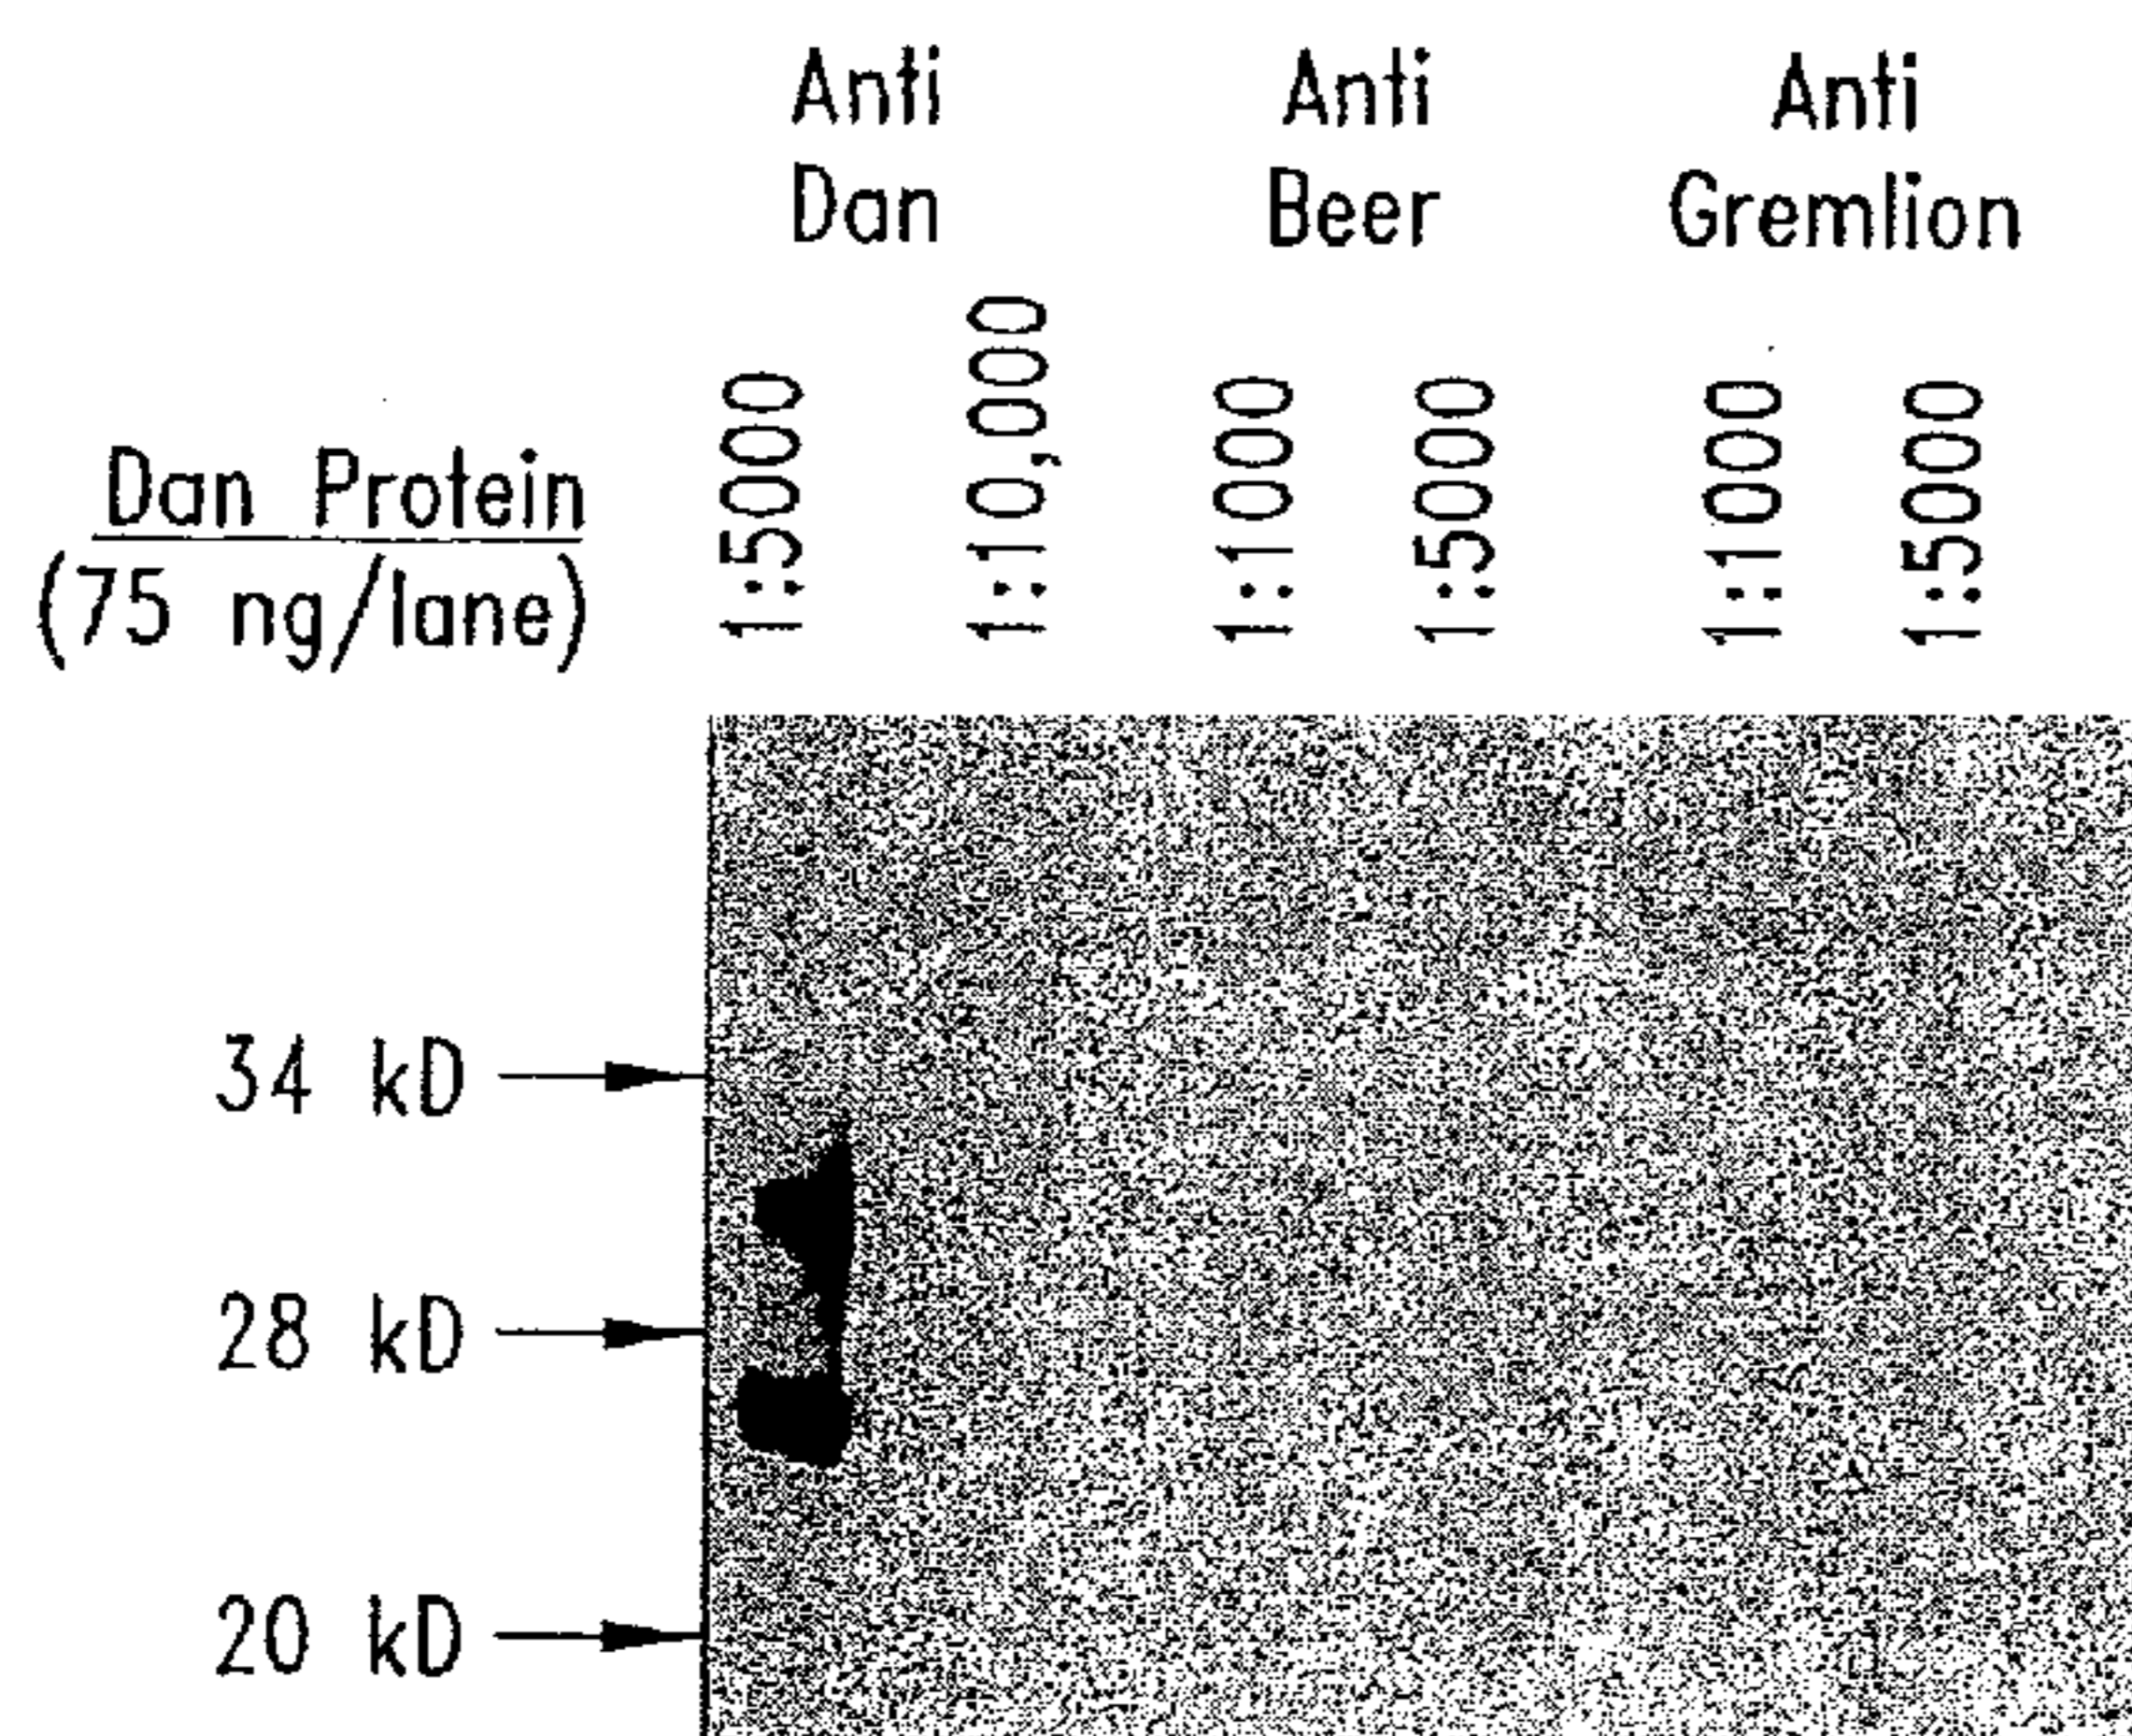 Anti Anti Anti
Dan Beer Gremlion
1:5000 1:10,000 1:1000 1:5000 1:1000 1:5000
Dan Protein
(75 ng/lane)
34 kD
28 kD
20 kD